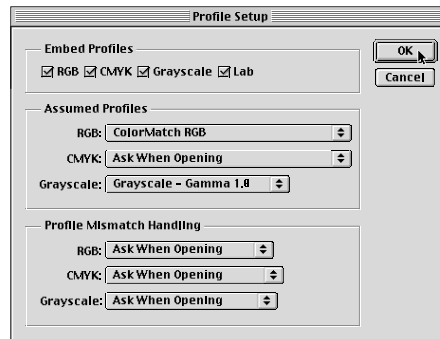 Profile Setup
Embed Profiles
RGB CMYK Grayscale Lab
OK
Cancel
Assumed Profiles
RGB: ColorMatch RGB
CMYK: Ask When Opening
Grayscale: Grayscale - Gamma 1.8
Profile Mismatch Handling
RGB: Ask When Opening
CMYK: Ask When Opening
Grayscale: Ask When Opening